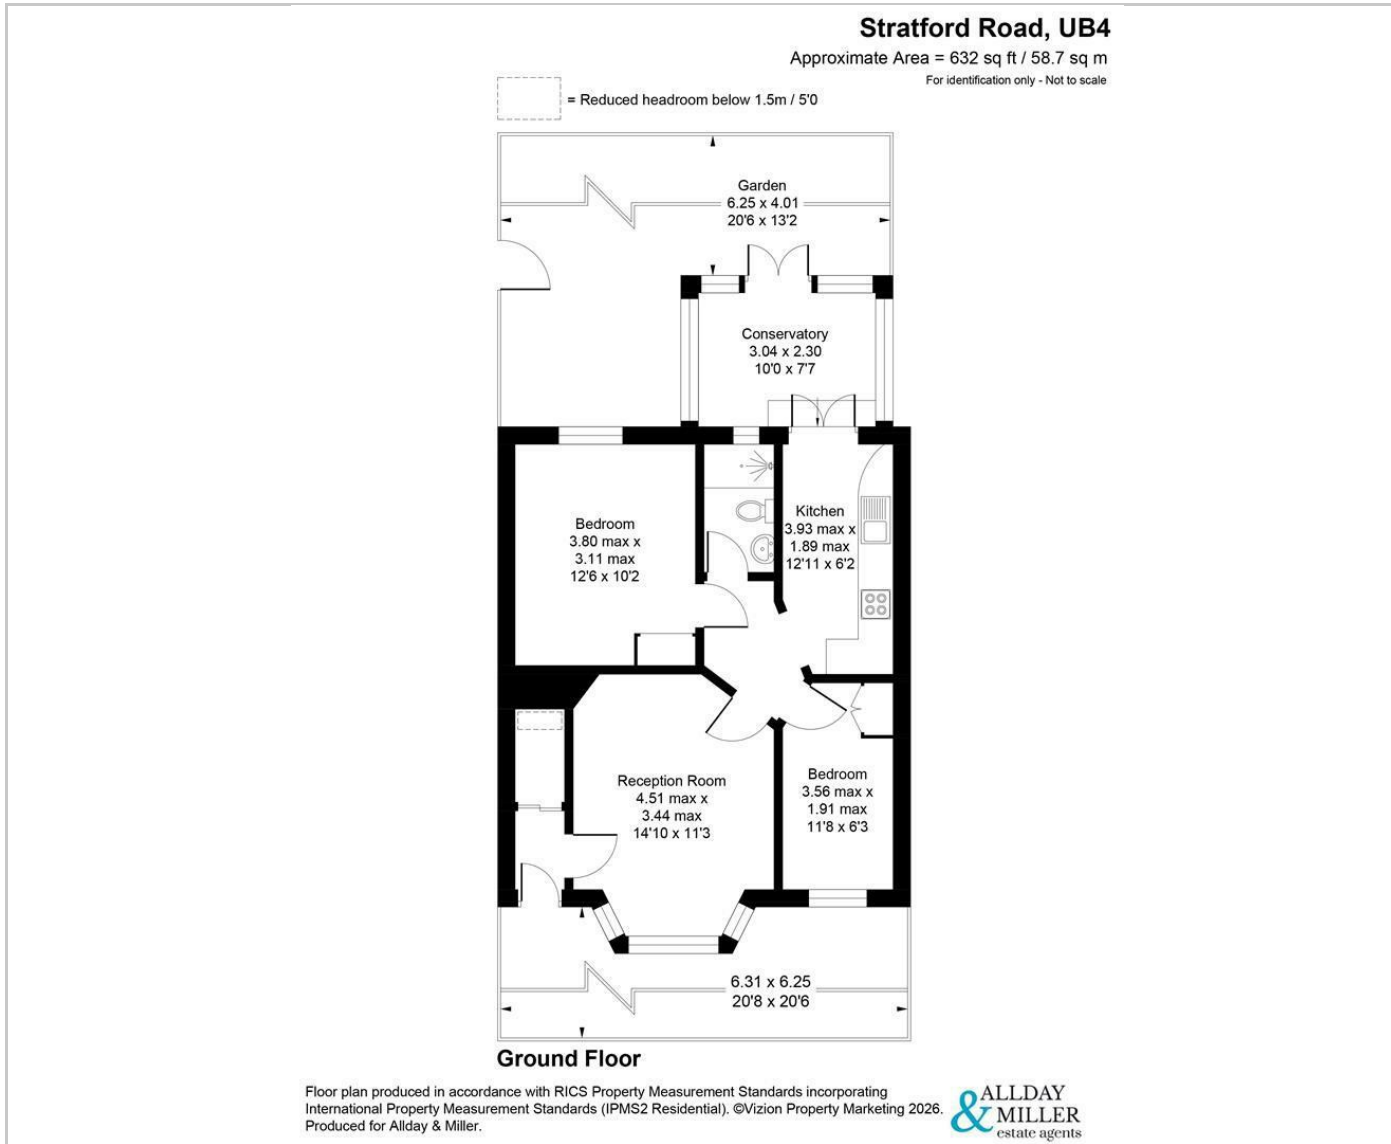 Stratford Road, UB4
Approximate Area = 632 sq ft / 58.7 sq m
For identification only - Not to scale
= Reduced headroom below 1.5m / 5'0
Garden
6.25 x 4.01
20'6 x 13'2
Conservatory
3.04 x 2.30
10'0 x 7'7
Kitchen
3.93 max x
1.89 max
12'11 x 6'2
Bedroom
3.80 max x
3.11 max
12'6 x 10'2
Reception Room
4.51 max x
3.44 max
14'10 x 11'3
Bedroom
3.56 max x
1.91 max
11'8 x 6'3
6.31 x 6.25
20'8 x 20'6
Ground Floor
Floor plan produced in accordance with RICS Property Measurement Standards incorporating
International Property Measurement Standards (IPMS2 Residential). ©Vizion Property Marketing 2026.
Produced for Allday & Miller.
ALLDAY
& MILLER
estate agents